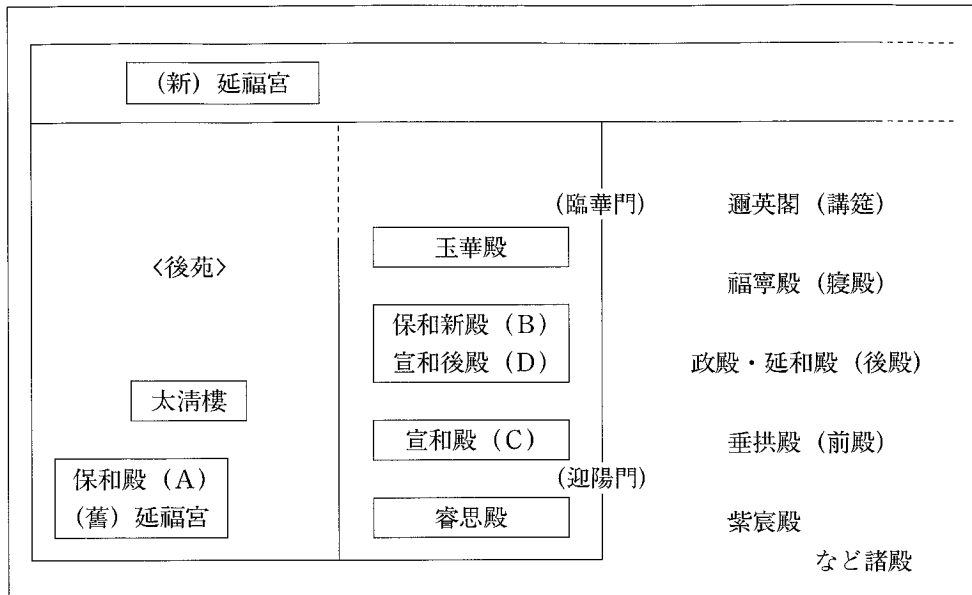 (新) 延福宮
(臨華門)
邇英閣 (講筵)
玉華殿
〈後苑〉
福寧殿 (寢殿)
保和新殿 (B)
宣和後殿 (D)
政殿・延和殿 (後殿)
太淸樓
宣和殿 (C)
垂拱殿 (前殿)
保和殿 (A)
(舊) 延福宮
(迎陽門)
睿思殿
紫宸殿
など諸殿